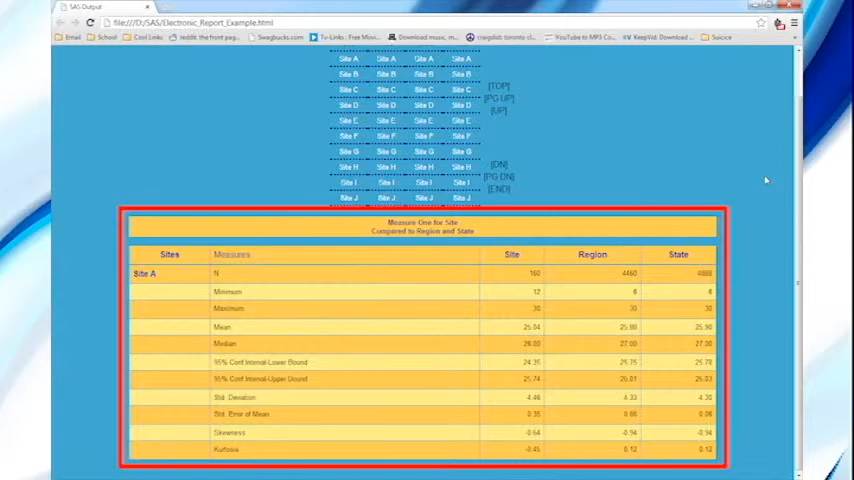 SAS Output
file:///D:/SAS/Electronic_Report_Example.html
Email School Cool Links reddit: the front pag... Swagbucks.com Tv-Links : Free Movi... Download music, m... craigslist: toronto cl... YouTube to MP3 Co... KeepVid: Download ... Suicice
Site A Site A Site A Site A
Site B Site B Site B Site B
Site C Site C Site C Site C
Site D Site D Site D Site D
Site E Site E Site E Site E
Site F Site F Site F Site F
Site G Site G Site G Site G
Site H Site H Site H Site H
Site I Site I Site I Site I
Site J Site J Site J Site J
[TOP]
[PG UP]
[UP]
[DN]
[PG DN]
[END]
Measure One for Site
Compared to Region and State
Sites Measures Site Region State
Site A N 160 4460 4888
Minimum 12 6 6
Maximum 30 30 30
Mean 25.04 25.88 25.90
Median 26.00 27.00 27.00
95% Conf Interval-Lower Bound 24.35 25.75 25.78
95% Conf Interval-Upper Bound 25.74 26.01 26.03
Std. Deviation 4.46 4.33 4.30
Std. Error of Mean 0.35 0.06
Skewness -0.64 -0.94 -0.94
Kurtosis -0.45 0.12 0.12